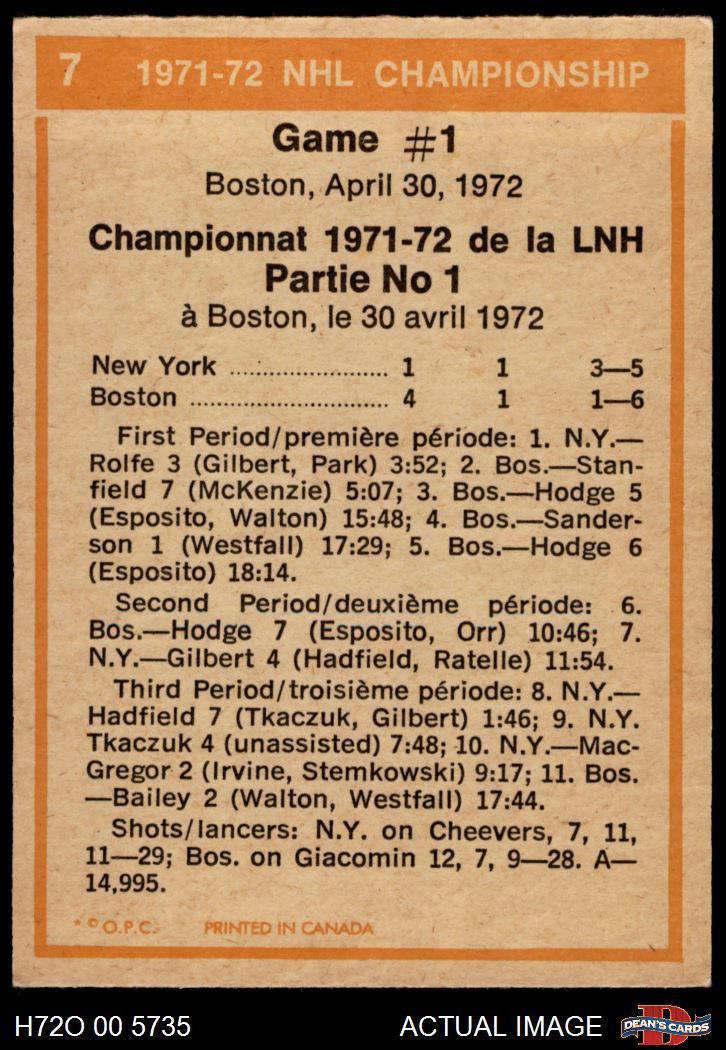 7 1971-72 NHL CHAMPIONSHIP
Game #1
Boston, April 30, 1972
Championnat 1971-72 de la LNH
Partie No 1
à Boston, le 30 avril 1972
New York ........................ 1 1 3—5
Boston ............................. 4 1 1—6
First Period/première période: 1. N.Y.—
Rolfe 3 (Gilbert, Park) 3:52; 2. Bos.—Stan-
field 7 (McKenzie) 5:07; 3. Bos.—Hodge 5
(Esposito, Walton) 15:48; 4. Bos.—Sander-
son 1 (Westfall) 17:29; 5. Bos.—Hodge 6
(Esposito) 18:14.
Second Period/deuxième période: 6.
Bos.—Hodge 7 (Esposito, Orr) 10:46; 7.
N.Y.—Gilbert 4 (Hadfield, Ratelle) 11:54.
Third Period/troisième période: 8. N.Y.—
Hadfield 7 (Tkaczuk, Gilbert) 1:46; 9. N.Y.
Tkaczuk 4 (unassisted) 7:48; 10. N.Y.—Mac-
Gregor 2 (Irvine, Stemkowski) 9:17; 11. Bos.
—Bailey 2 (Walton, Westfall) 17:44.
Shots/lancers: N.Y. on Cheevers, 7, 11,
11—29; Bos. on Giacomin 12, 7, 9—28. A—
14,995.
* © O.P.C. PRINTED IN CANADA
H72O 00 5735 ACTUAL IMAGE D DEAN'S CARDS